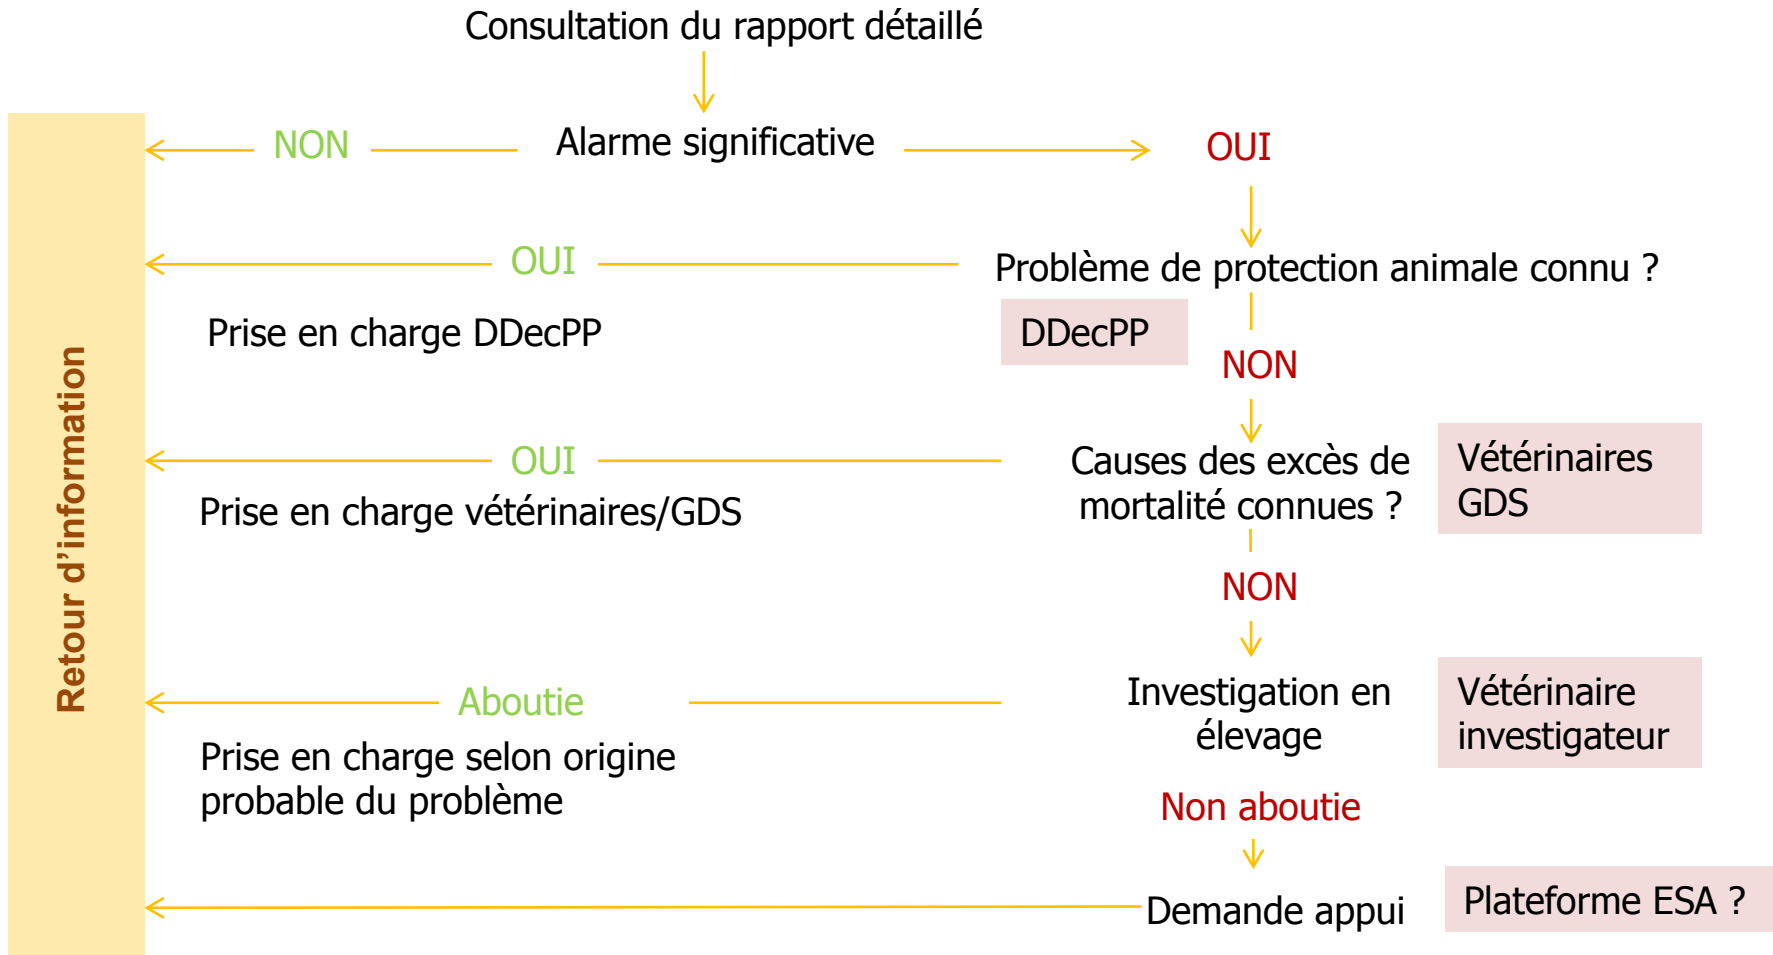 Consultation du rapport détaillé
NON
Alarme significative
OUI
OUI
Problème de protection animale connu ?
Prise en charge DDecPP
DDecPP
NON
OUI
Causes des excès de
mortalité connues ?
Vétérinaires
GDS
Prise en charge vétérinaires/GDS
NON
Aboutie
Investigation en
élevage
Vétérinaire
investigateur
Prise en charge selon origine
probable du problème
Non aboutie
Demande appui
Plateforme ESA ?
Retour d’information